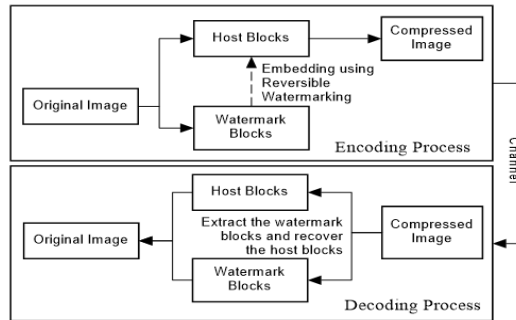 Host Blocks
Compressed
Image
Embedding using
Reversible
Watermarking
Original Image
Watermark
Blocks
Encoding Process
Channel
Host Blocks
Extract the watermark
blocks and recover
the host blocks
Original Image
Compressed
Image
Watermark
Blocks
Decoding Process